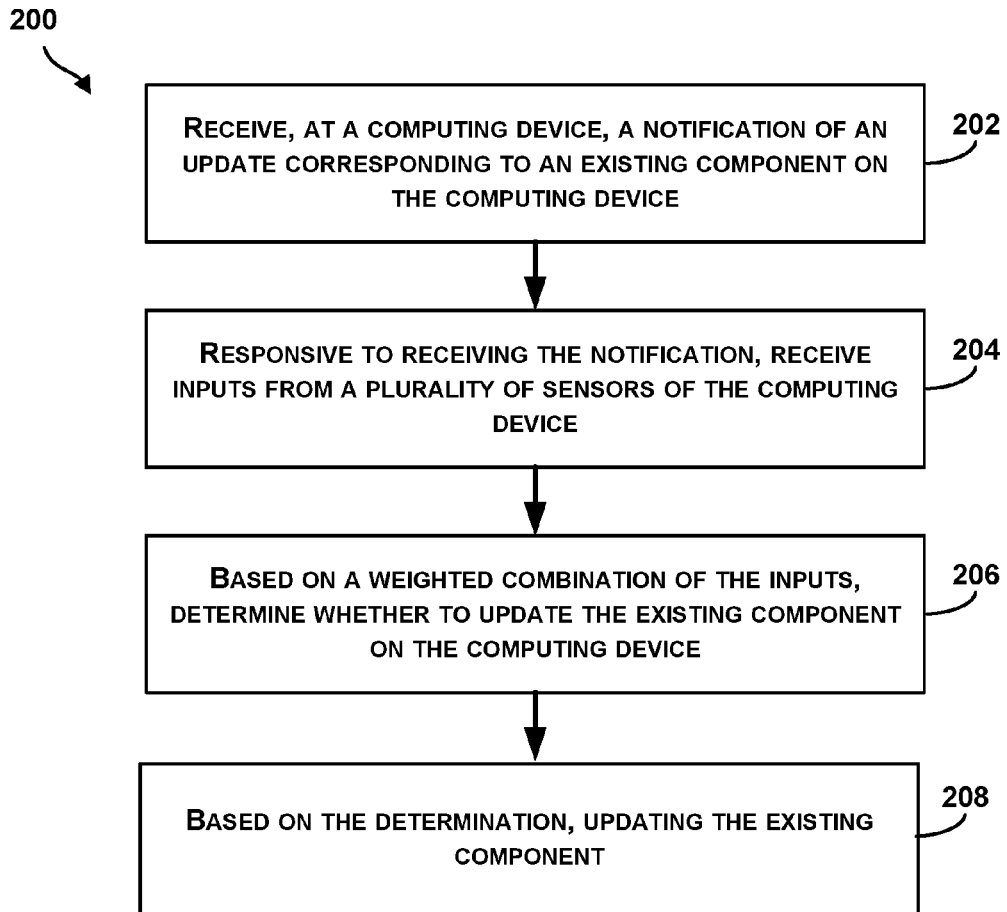 200
RECEIVE, AT A COMPUTING DEVICE, A NOTIFICATION OF AN
UPDATE CORRESPONDING TO AN EXISTING COMPONENT ON
THE COMPUTING DEVICE
202
RESPONSIVE TO RECEIVING THE NOTIFICATION, RECEIVE
INPUTS FROM A PLURALITY OF SENSORS OF THE COMPUTING
DEVICE
204
BASED ON A WEIGHTED COMBINATION OF THE INPUTS,
DETERMINE WHETHER TO UPDATE THE EXISTING COMPONENT
ON THE COMPUTING DEVICE
206
BASED ON THE DETERMINATION, UPDATING THE EXISTING
COMPONENT
208